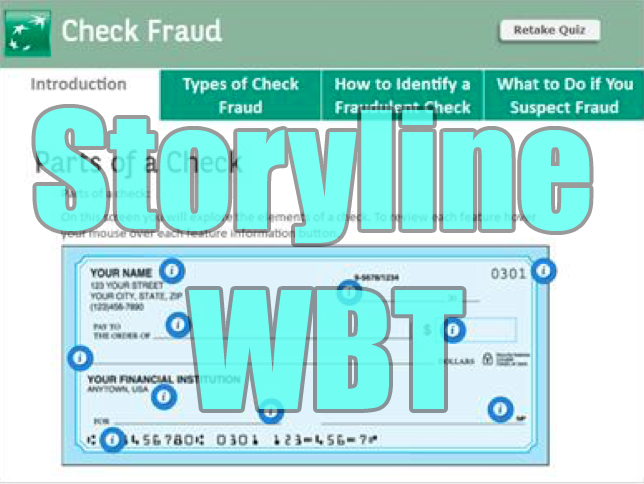 Check Fraud
Retake Quiz
Introduction
Types of Check Fraud
How to Identify a Fraudulent Check
What to Do if You Suspect Fraud
Storyline
Parts of a Check
Parts of a check:
On this screen you will explore the elements of a check. To review each feature hover
your mouse over each feature information button.
WBT
YOUR NAME
123 YOUR STREET
YOUR CITY, STATE, ZIP
(123)456-7890
9-5678/1234
0301
PAY TO
THE ORDER OF
$
DOLLARS
YOUR FINANCIAL INSTITUTION
ANYTOWN, USA
FOR
MP
456780 0301 123 456 7